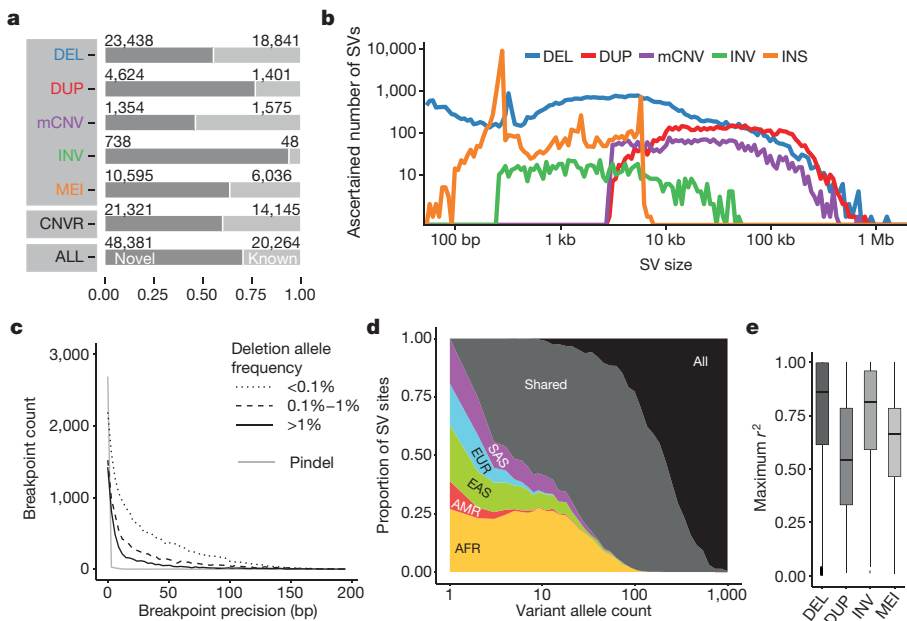 a
23,438 18,841
DEL
4,624 1,401
DUP
1,354 1,575
mCNV
738 48
INV
10,595 6,036
MEI
21,321 14,145
CNVR
48,381 20,264
ALL Novel Known
0.00 0.25 0.50 0.75 1.00
b
Ascertained number of SVs
10,000
1,000
100
10
DEL DUP mCNV INV INS
100 bp 1 kb 10 kb 100 kb 1 Mb
SV size
c
Breakpoint count
3,000
2,000
1,000
0
Deletion allele
frequency
<0.1%
0.1%–1%
>1%
Pindel
0 50 100 150 200
Breakpoint precision (bp)
d
Proportion of SV sites
1.00
0.75
0.50
0.25
0.00
All
Shared
SAS
EUR
EAS
AMR
AFR
1 10 100 1,000
Variant allele count
e
Maximum r²
1.00
0.75
0.50
0.25
0.00
DEL DUP INV MEI